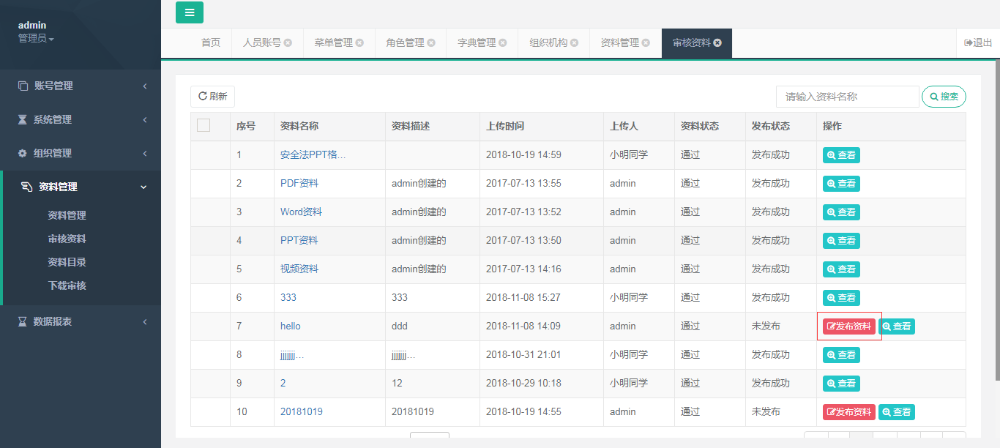 admin
管理员
账号管理
系统管理
组织管理
资料管理
资料管理
审核资料
资料目录
下载审核
数据报表
首页 人员账号 菜单管理 角色管理 字典管理 组织机构 资料管理 审核资料 退出
刷新 请输入资料名称 搜索
序号 资料名称 资料描述 上传时间 上传人 资料状态 发布状态 操作
1 安全法PPT格... 2018-10-19 14:59 小明同学 通过 发布成功 查看
2 PDF资料 admin创建的 2017-07-13 13:55 admin 通过 发布成功 查看
3 Word资料 admin创建的 2017-07-13 13:52 admin 通过 发布成功 查看
4 PPT资料 admin创建的 2017-07-13 13:50 admin 通过 发布成功 查看
5 视频资料 admin创建的 2017-07-13 14:16 admin 通过 发布成功 查看
6 333 333 2018-11-08 15:27 小明同学 通过 发布成功 查看
7 hello ddd 2018-11-08 14:09 admin 通过 未发布 发布资料 查看
8 jjjjjjj... jjjjjjj... 2018-10-31 21:01 小明同学 通过 发布成功 查看
9 2 12 2018-10-29 10:18 小明同学 通过 发布成功 查看
10 20181019 20181019 2018-10-19 14:55 admin 通过 未发布 发布资料 查看